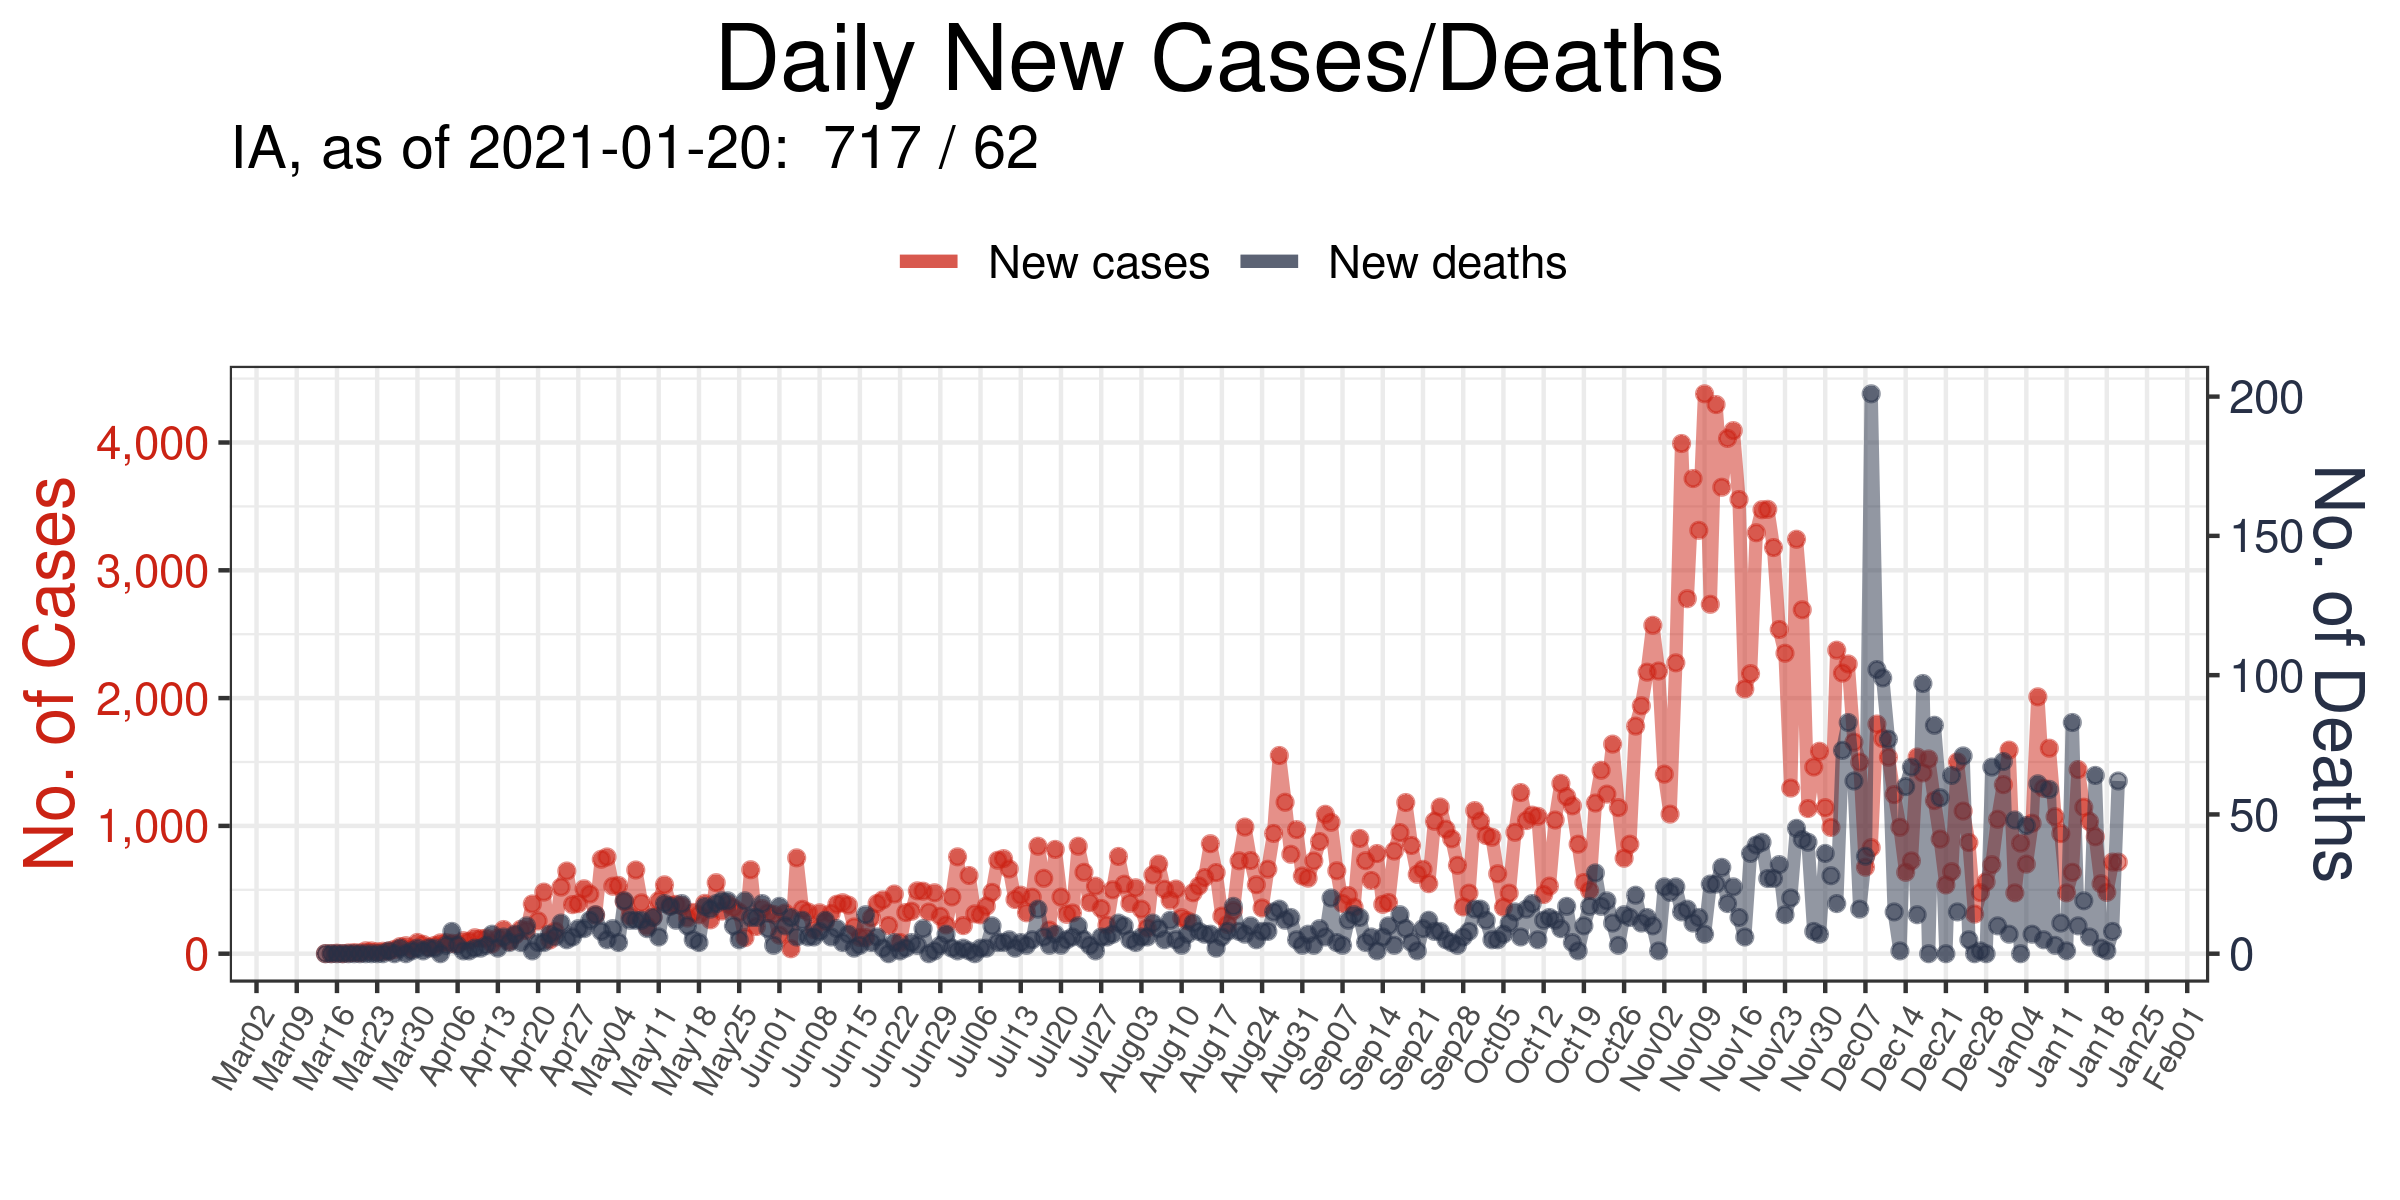 Daily New Cases/Deaths
IA, as of 2021-01-20:  717 / 62
New cases
New deaths
No. of Cases
4,000
3,000
2,000
1,000
0
200
150
100
50
0
No. of Deaths
Mar02
Mar09
Mar16
Mar23
Mar30
Apr06
Apr13
Apr20
Apr27
May04
May11
May18
May25
Jun01
Jun08
Jun15
Jun22
Jun29
Jul06
Jul13
Jul20
Jul27
Aug03
Aug10
Aug17
Aug24
Aug31
Sep07
Sep14
Sep21
Sep28
Oct05
Oct12
Oct19
Oct26
Nov02
Nov09
Nov16
Nov23
Nov30
Dec07
Dec14
Dec21
Dec28
Jan04
Jan11
Jan18
Jan25
Feb01